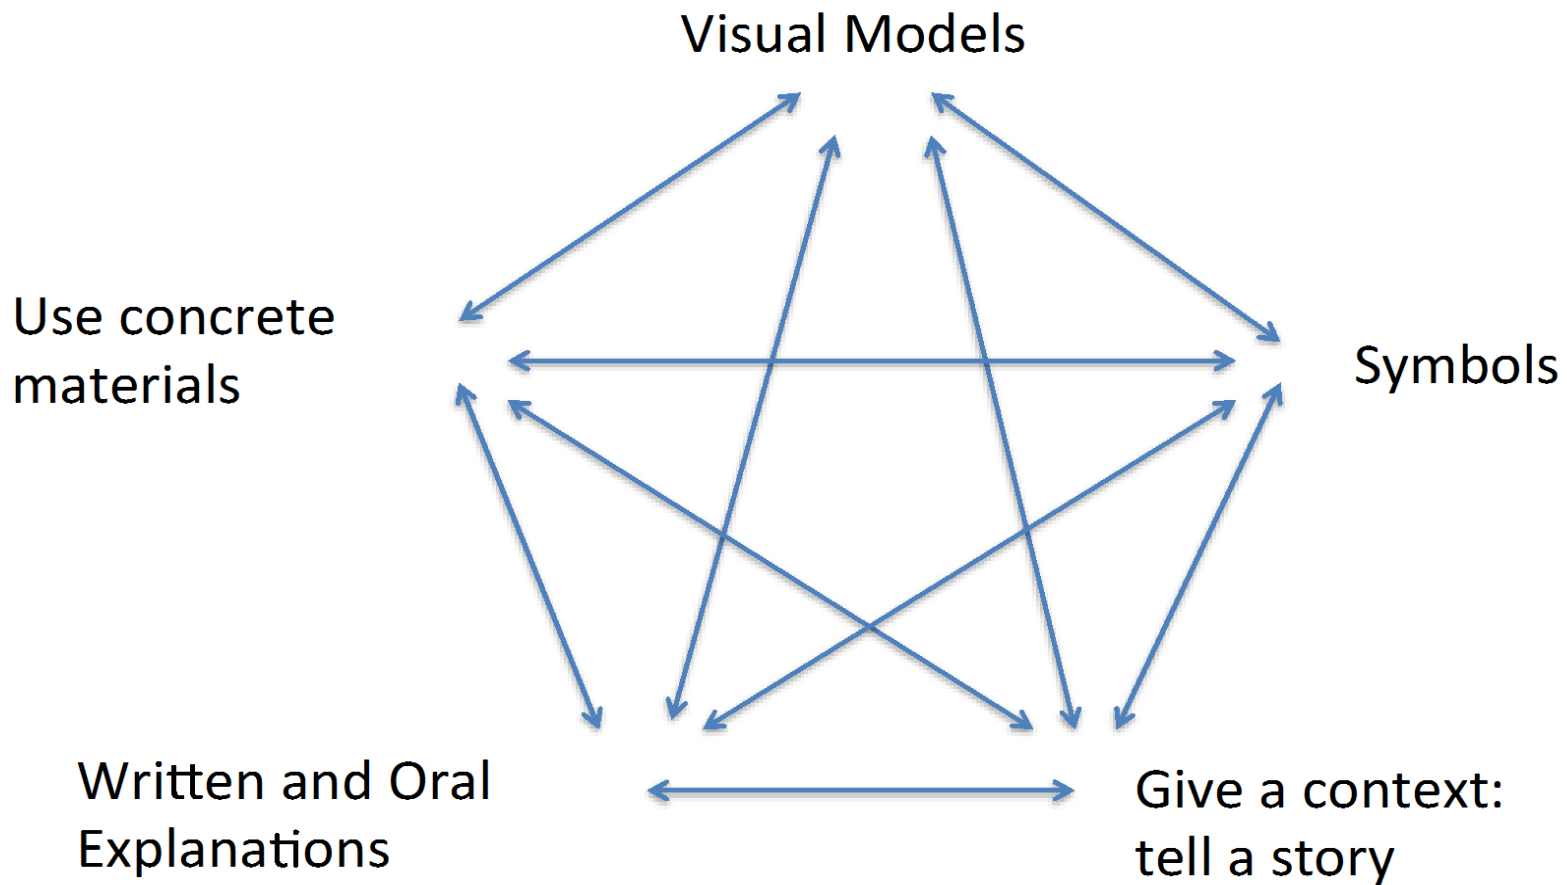 Visual Models
Use concrete
materials
Symbols
Written and Oral
Explanations
Give a context:
tell a story